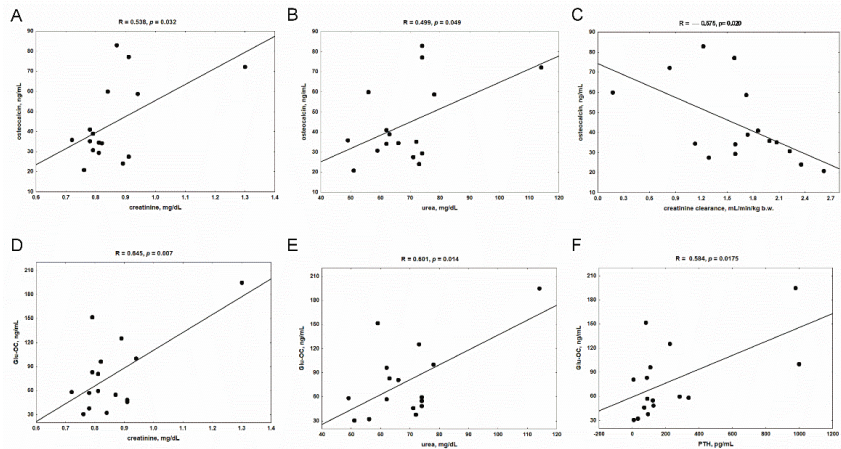 A
R = 0.538, p = 0.032
osteocalcin, ng/mL
90
80
70
60
50
40
30
20
10
0.6 0.7 0.8 0.9 1.0 1.1 1.2 1.3 1.4
creatinine, mg/dL
B
R = 0.499, p = 0.049
osteocalcin, ng/mL
90
80
70
60
50
40
30
20
10
40 50 60 70 80 90 100 110 120
urea, mg/dL
C
R = — 0.575, p= 0.020
osteocalcin, ng/mL
90
80
70
60
50
40
30
20
10
0.0 0.3 0.6 0.9 1.2 1.5 1.8 2.1 2.4 2.7
creatinine clearance, mL/min/kg b.w.
D
R = 0.645, p = 0.007
Glu-OC, ng/mL
210
180
150
120
90
60
30
0.6 0.7 0.8 0.9 1.0 1.1 1.2 1.3 1.4
creatinine, mg/dL
E
R = 0.601, p = 0.014
Glu-OC, ng/mL
210
180
150
120
90
60
30
40 50 60 70 80 90 100 110 120
urea, mg/dL
F
R = 0.584, p = 0.0175
Glu-OC, ng/mL
210
180
150
120
90
60
30
-200 0 200 400 600 800 1000 1200
PTH, pg/mL